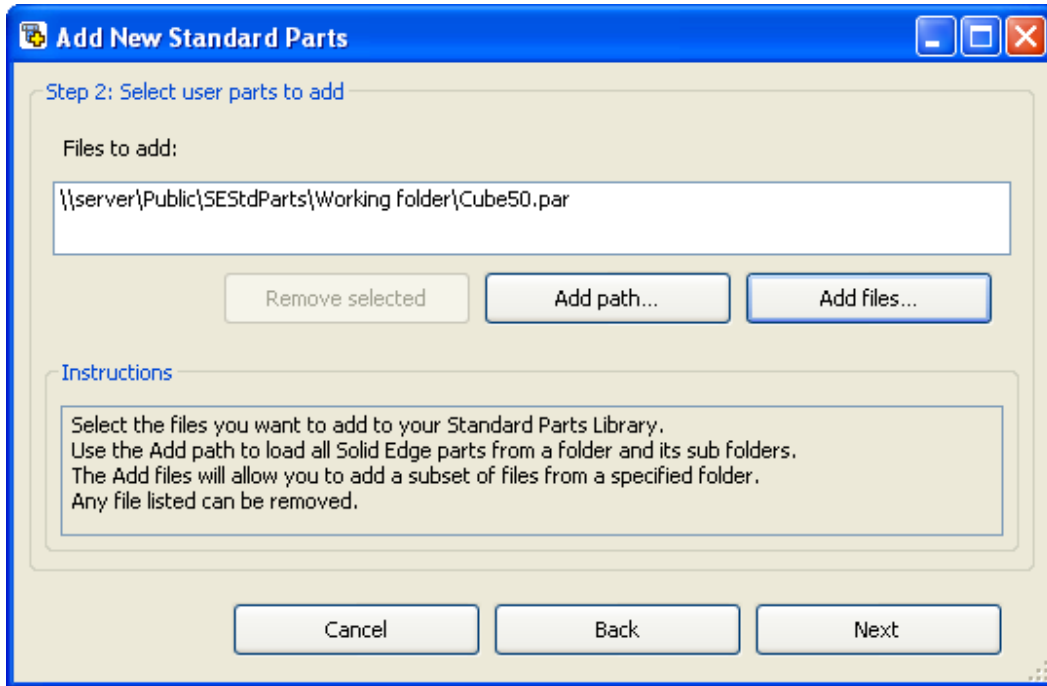 Add New Standard Parts
Step 2: Select user parts to add
Files to add:
\\server\Public\SEStdParts\Working folder\Cube50.par
Remove selected
Add path...
Add files...
Instructions
Select the files you want to add to your Standard Parts Library.
Use the Add path to load all Solid Edge parts from a folder and its sub folders.
The Add files will allow you to add a subset of files from a specified folder.
Any file listed can be removed.
Cancel
Back
Next